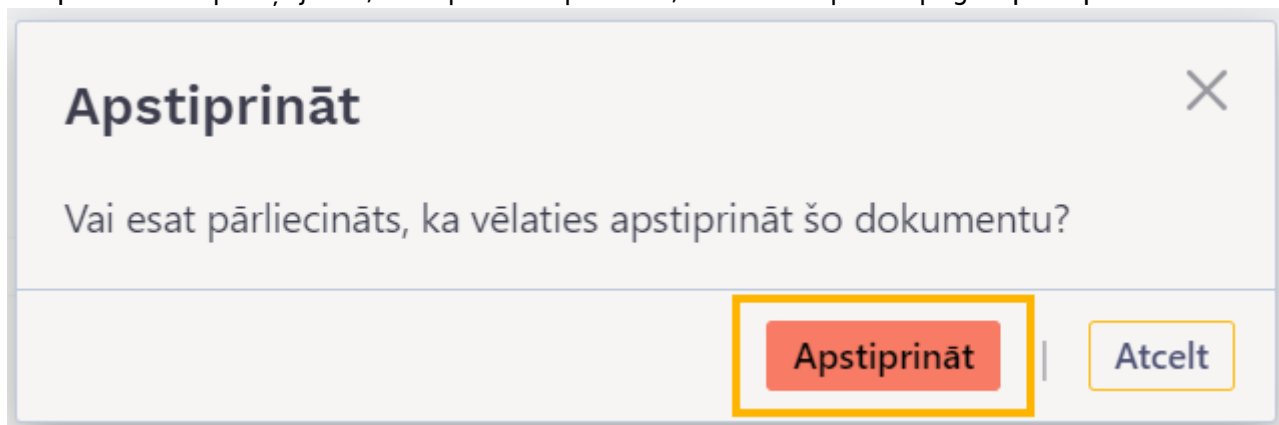 Apstiprināt
Vai esat pārliecināts, ka vēlaties apstiprināt šo dokumentu?
Apstiprināt | Atcelt